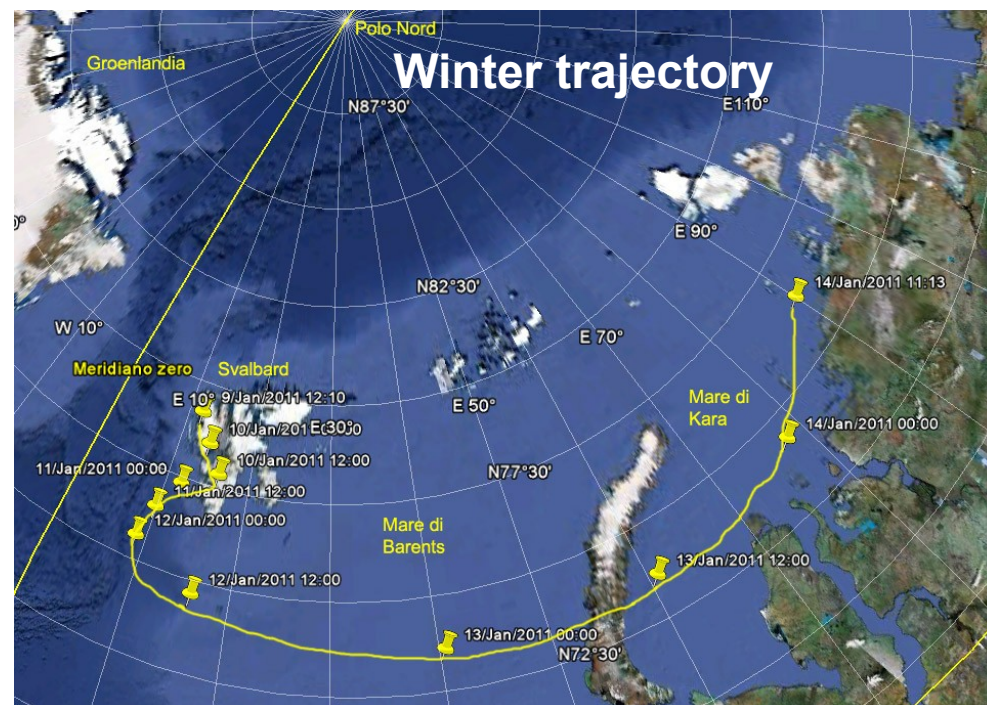 Polo Nord
Groenlandia
Winter trajectory
N87°30'
E110°
E 90°
N82°30'
14/Jan/2011 11:13
W 10°
E 70°
Meridiano zero
Svalbard
E 10°
9/Jan/2011 12:10
E 50°
Mare di
Kara
E 30°
14/Jan/2011 00:00
10/Jan/2011 12:00
11/Jan/2011 00:00
N77°30'
11/Jan/2011 12:00
12/Jan/2011 00:00
Mare di
Barents
13/Jan/2011 12:00
12/Jan/2011 12:00
13/Jan/2011 00:00
N72°30'